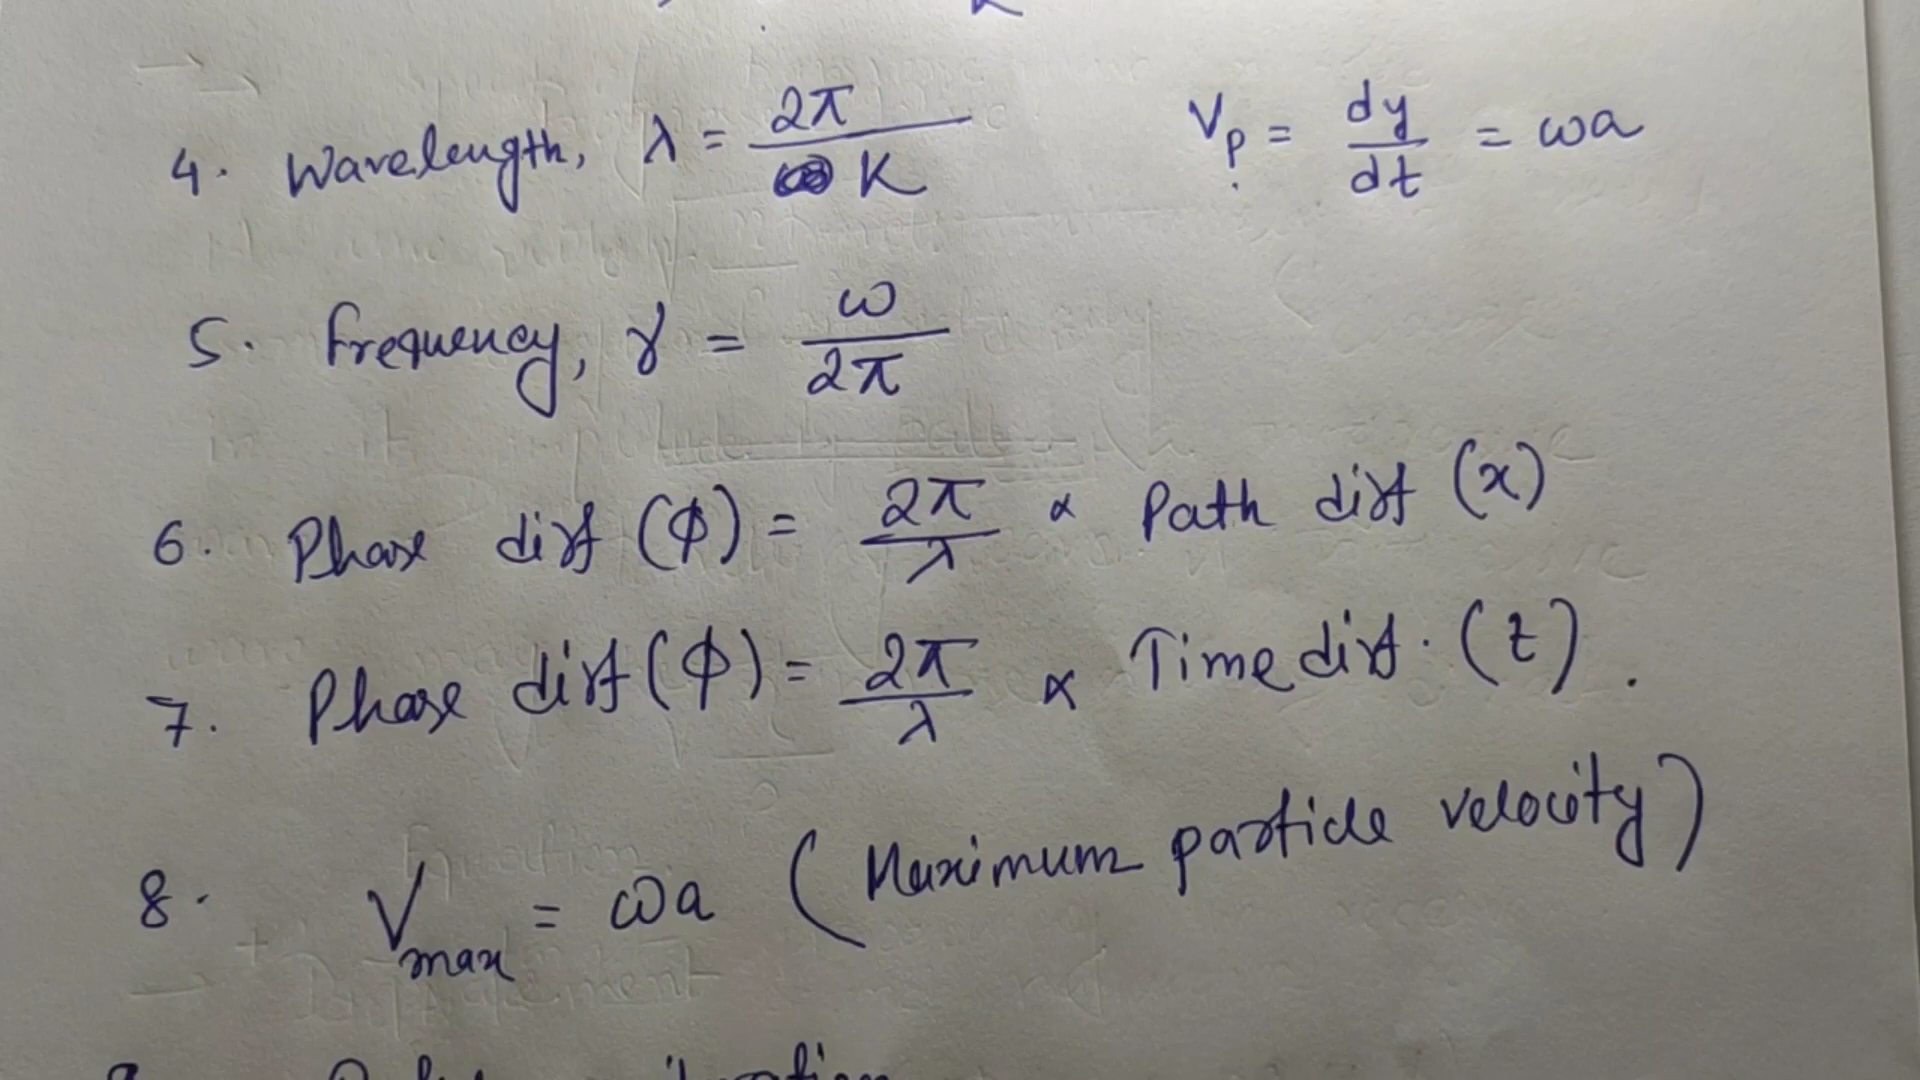 4. Wavelength, λ = 2π / K
Vp = dy/dt = ωa
5. Frequency, γ = ω / 2π
6. Phase diff (ϕ) = 2π/λ × Path diff (x)
7. Phase diff (ϕ) = 2π/λ × Time diff. (t).
8. Vmax = ωa (Maximum particle velocity)